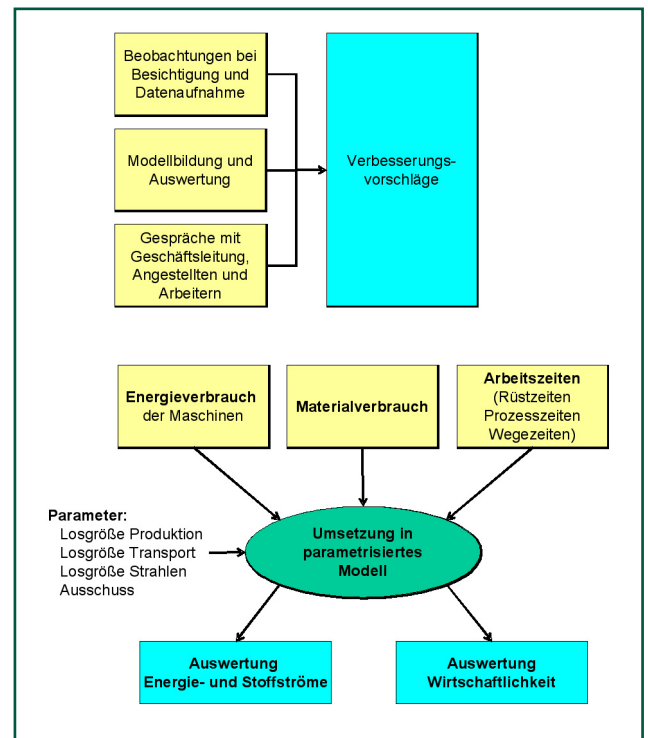 Beobachtungen bei
Besichtigung und
Datenaufnahme
Modellbildung und
Auswertung
Gespräche mit
Geschäftsleitung,
Angestellten und
Arbeitern
Verbesserungs-
vorschläge
Energieverbrauch
der Maschinen
Materialverbrauch
Arbeitszeiten
(Rüstzeiten
Prozesszeiten
Wegezeiten)
Parameter:
Losgröße Produktion
Losgröße Transport
Losgröße Strahlen
Ausschuss
Umsetzung in
parametrisiertes
Modell
Auswertung
Energie- und Stoffströme
Auswertung
Wirtschaftlichkeit